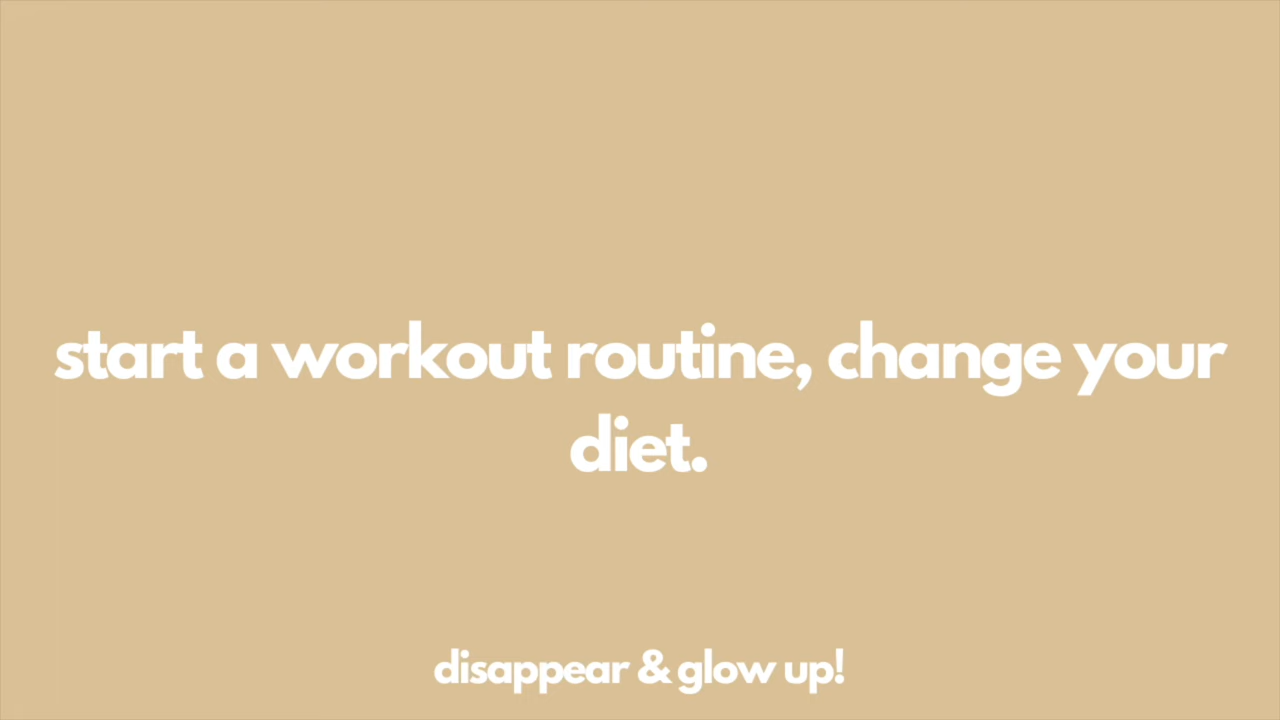 start a workout routine, change your
diet.
disappear & glow up!